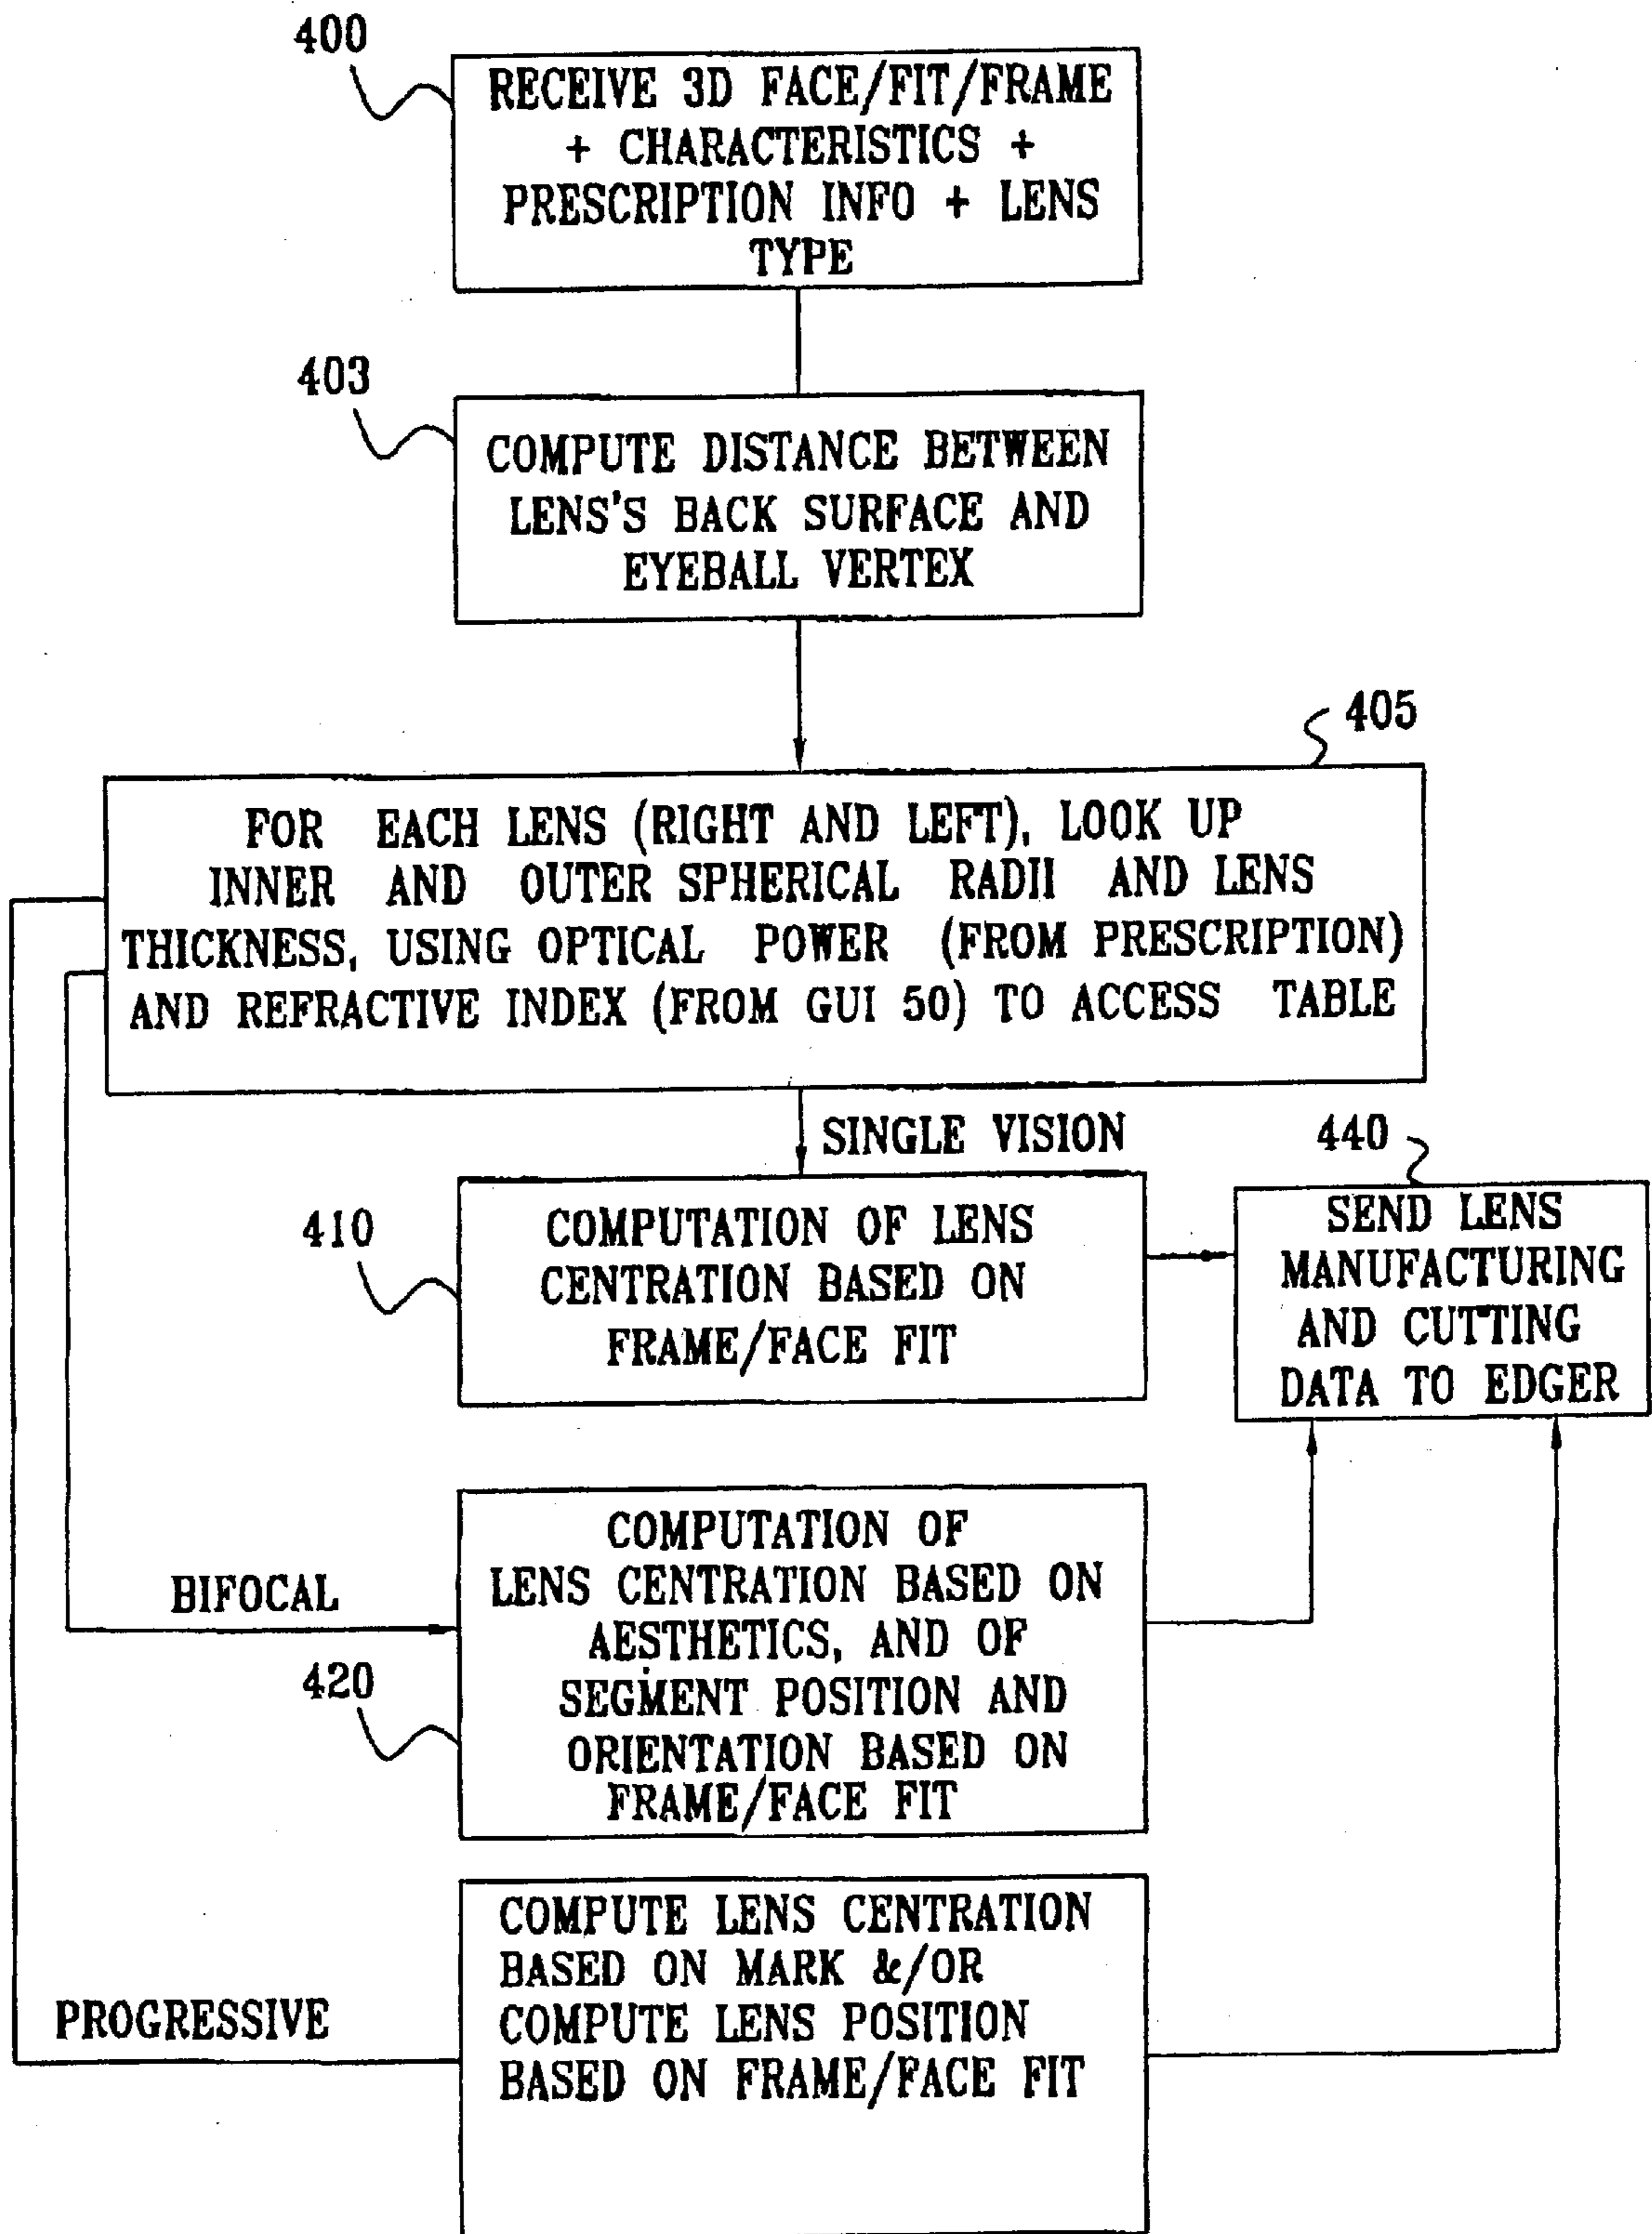 400
RECEIVE 3D FACE/FIT/FRAME
+ CHARACTERISTICS +
PRESCRIPTION INFO + LENS
TYPE
403
COMPUTE DISTANCE BETWEEN
LENS'S BACK SURFACE AND
EYEBALL VERTEX
405
FOR EACH LENS (RIGHT AND LEFT), LOOK UP
INNER AND OUTER SPHERICAL RADII AND LENS
THICKNESS, USING OPTICAL POWER (FROM PRESCRIPTION)
AND REFRACTIVE INDEX (FROM GUI 50) TO ACCESS TABLE
SINGLE VISION
410
COMPUTATION OF LENS
CENTRATION BASED ON
FRAME/FACE FIT
440
SEND LENS
MANUFACTURING
AND CUTTING
DATA TO EDGER
BIFOCAL
420
COMPUTATION OF
LENS CENTRATION BASED ON
AESTHETICS, AND OF
SEGMENT POSITION AND
ORIENTATION BASED ON
FRAME/FACE FIT
PROGRESSIVE
COMPUTE LENS CENTRATION
BASED ON MARK &/OR
COMPUTE LENS POSITION
BASED ON FRAME/FACE FIT